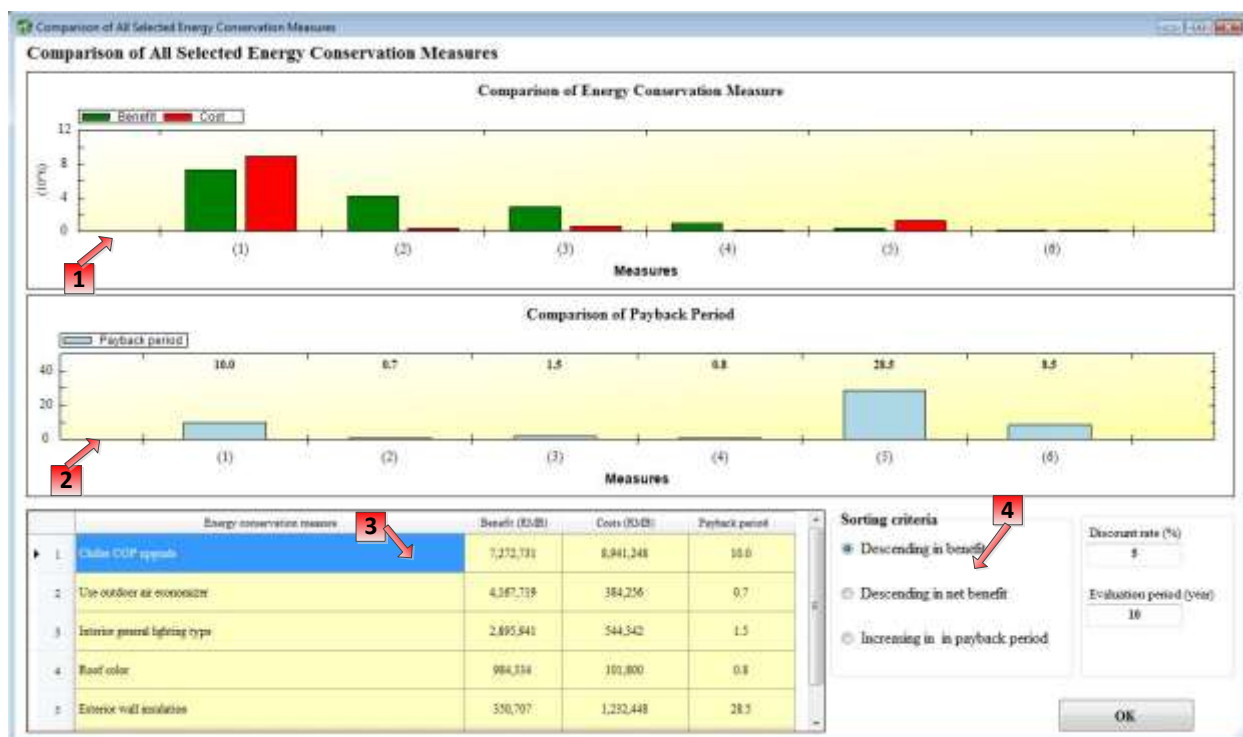 Comparison of All Selected Energy Conservation Measures
Comparison of All Selected Energy Conservation Measures
Comparison of Energy Conservation Measure
Benefit Cost
12
8
4
0
1
(1) (2) (3) (4) (5) (6)
Measures
Comparison of Payback Period
Payback period
10.0 0.7 1.5 0.8 28.5 8.5
40
20
0
2
(1) (2) (3) (4) (5) (6)
Measures
3
4
Energy conservation measure Benefit (RMB) Costs (RMB) Payback period
1 Chiller COP upgrade 7,272,731 8,941,248 10.0
2 Use outdoor air economizer 4,167,719 384,256 0.7
3 Interior general lighting type 2,895,841 544,342 1.5
4 Roof color 984,334 101,800 0.8
5 Exterior wall insulation 350,707 1,232,448 28.5
Sorting criteria
Descending in benefit
Descending in net benefit
Increasing in in payback period
Discount rate (%)
5
Evaluation period (year)
10
OK